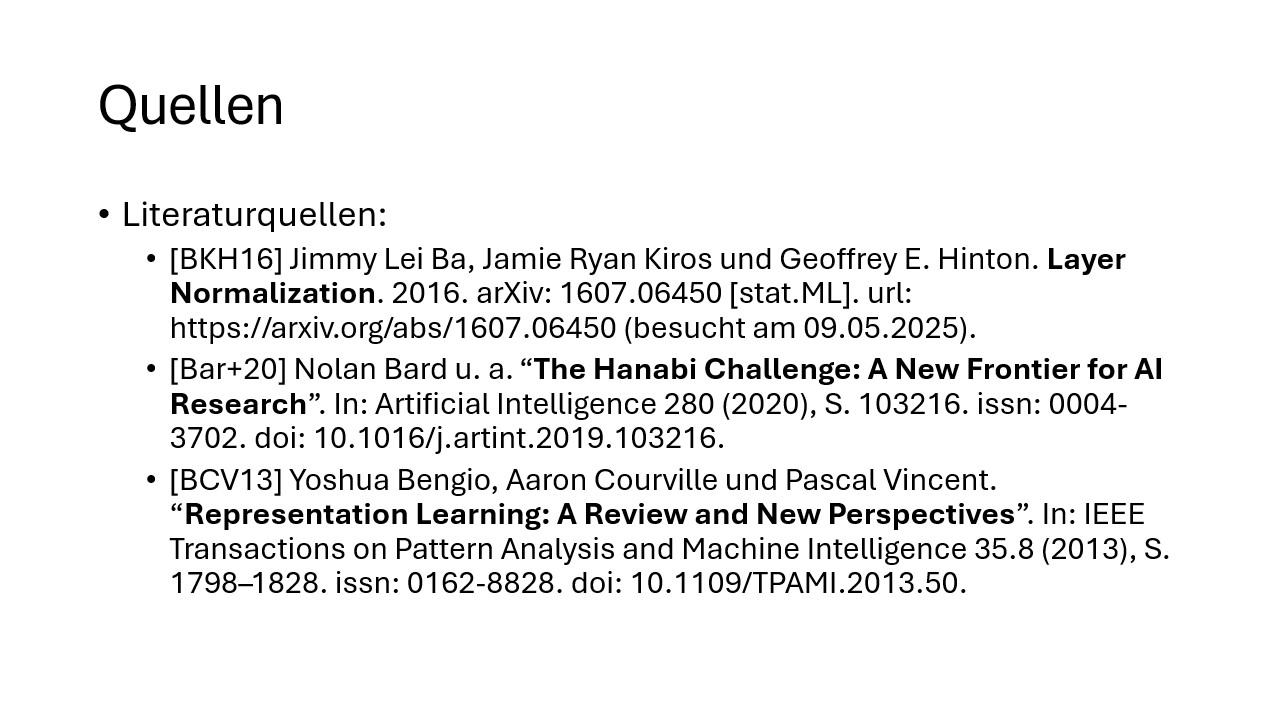 Quellen
• Literaturquellen:
• [BKH16] Jimmy Lei Ba, Jamie Ryan Kiros und Geoffrey E. Hinton. Layer
Normalization. 2016. arXiv: 1607.06450 [stat.ML]. url:
https://arxiv.org/abs/1607.06450 (besucht am 09.05.2025).
• [Bar+20] Nolan Bard u. a. “The Hanabi Challenge: A New Frontier for AI
Research”. In: Artificial Intelligence 280 (2020), S. 103216. issn: 0004-
3702. doi: 10.1016/j.artint.2019.103216.
• [BCV13] Yoshua Bengio, Aaron Courville und Pascal Vincent.
“Representation Learning: A Review and New Perspectives”. In: IEEE
Transactions on Pattern Analysis and Machine Intelligence 35.8 (2013), S.
1798–1828. issn: 0162-8828. doi: 10.1109/TPAMI.2013.50.